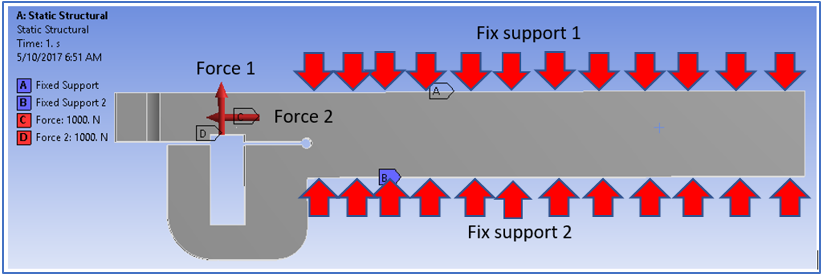 A: Static Structural
Static Structural
Time: 1. s
5/10/2017 6:51 AM
A Fixed Support
B Fixed Support 2
C Force: 1000. N
D Force 2: 1000. N
Fix support 1
Force 1
A
C
Force 2
D
B
Fix support 2